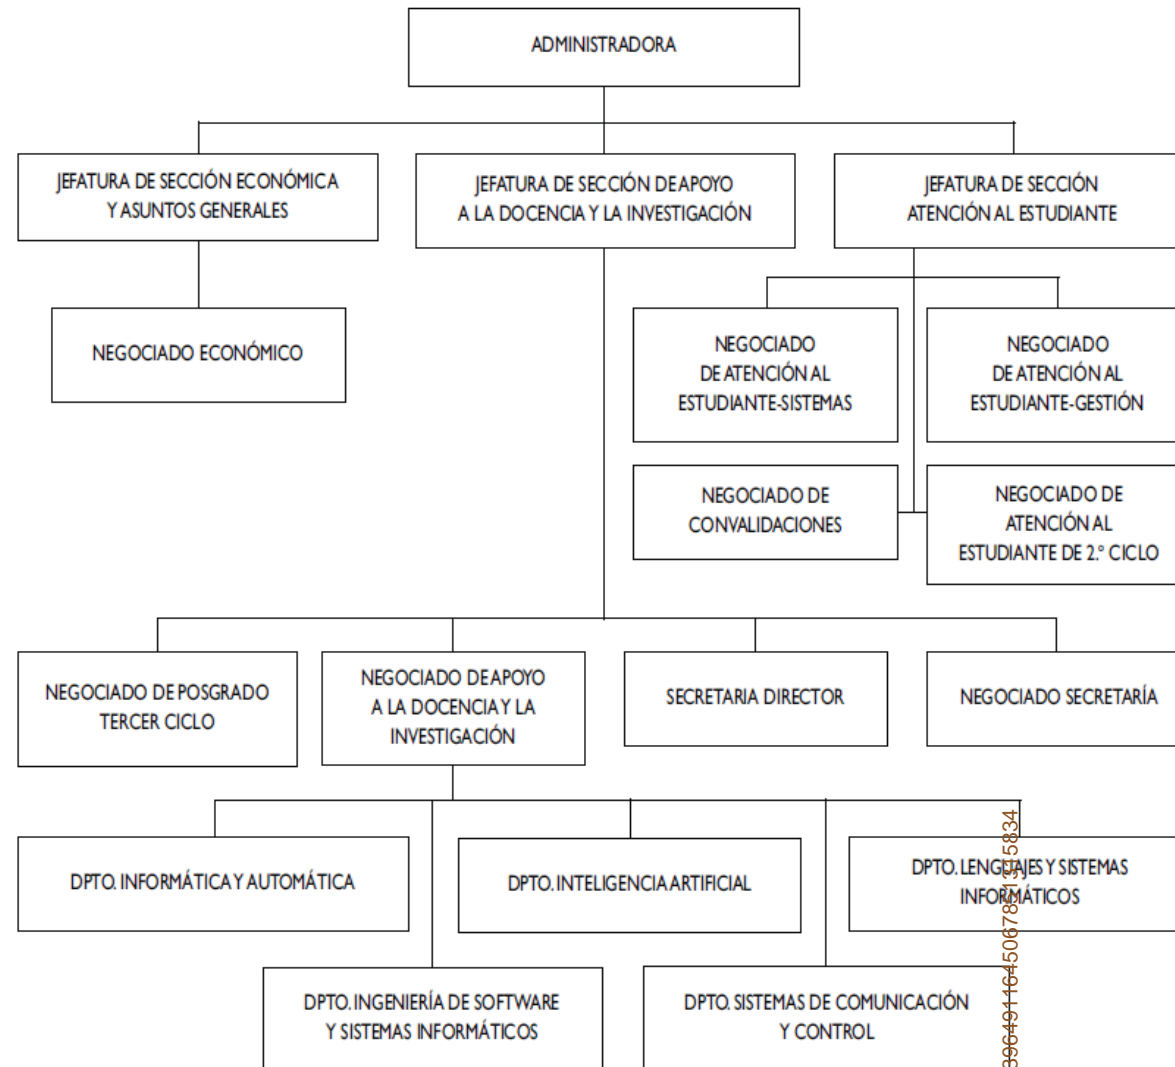 ADMINISTRADORA
JEFATURA DE SECCIÓN ECONÓMICA
Y ASUNTOS GENERALES
JEFATURA DE SECCIÓN DE APOYO
A LA DOCENCIA Y LA INVESTIGACIÓN
JEFATURA DE SECCIÓN
ATENCIÓN AL ESTUDIANTE
NEGOCIADO ECONÓMICO
NEGOCIADO
DE ATENCIÓN AL
ESTUDIANTE-SISTEMAS
NEGOCIADO
DE ATENCIÓN AL
ESTUDIANTE-GESTIÓN
NEGOCIADO DE
CONVALIDACIONES
NEGOCIADO DE
ATENCIÓN AL
ESTUDIANTE DE 2.º CICLO
NEGOCIADO DE POSGRADO
TERCER CICLO
NEGOCIADO DE APOYO
A LA DOCENCIA Y LA
INVESTIGACIÓN
SECRETARIA DIRECTOR
NEGOCIADO SECRETARÍA
DPTO. INFORMÁTICA Y AUTOMÁTICA
DPTO. INTELIGENCIA ARTIFICIAL
DPTO. LENGUAJES Y SISTEMAS
INFORMÁTICOS
DPTO. INGENIERÍA DE SOFTWARE
Y SISTEMAS INFORMÁTICOS
DPTO. SISTEMAS DE COMUNICACIÓN
Y CONTROL